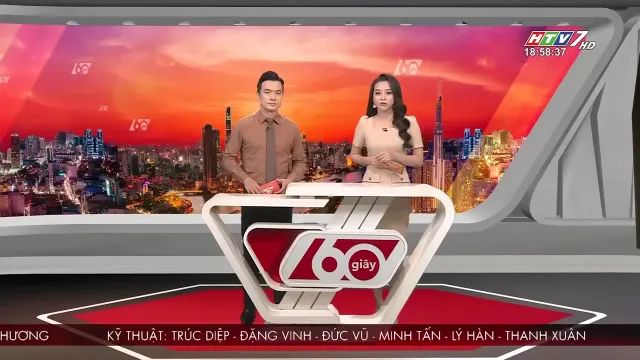 HTV7 HD
18:58:37
60
60
60
60 giây
HƯƠNG KỸ THUẬT: TRÚC DIỆP - ĐẶNG VINH - ĐỨC VŨ - MINH TẤN - LÝ HÀN - THANH XUÂN